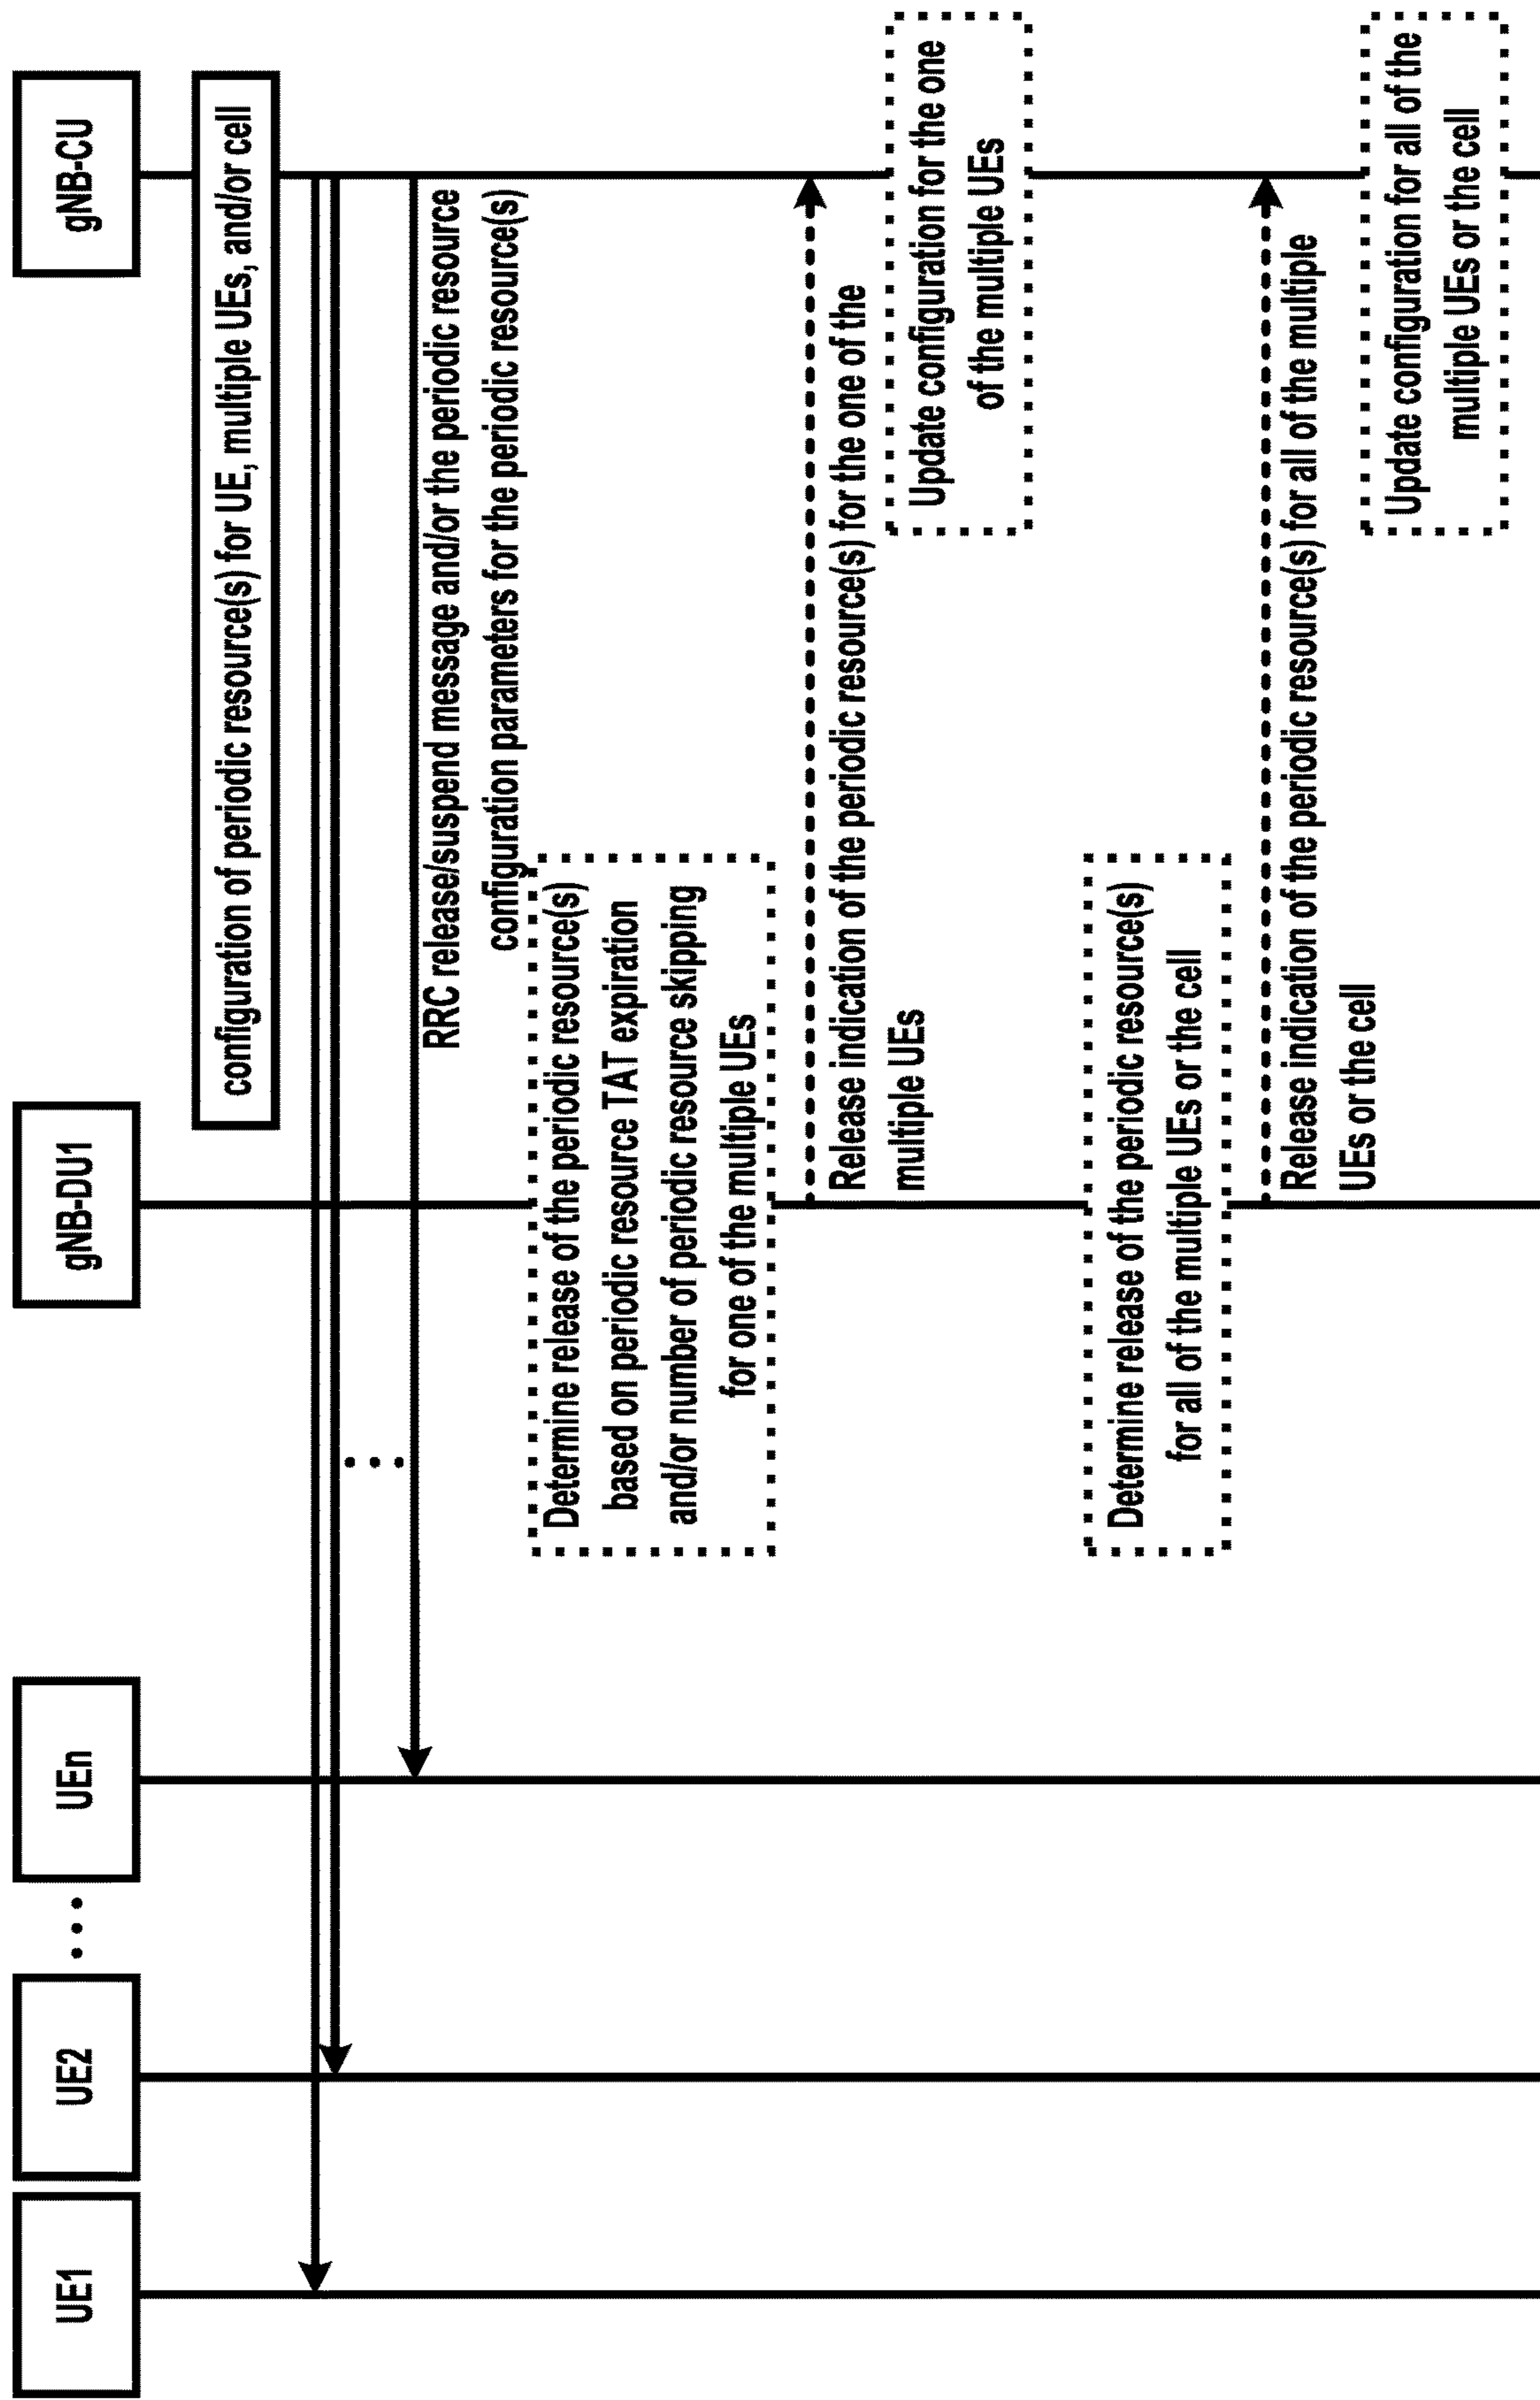 UE1
UE2
UEn
gNB-DU1
gNB-CU
configuration of periodic resource(s) for UE, multiple UEs, and/or cell
RRC release/suspend message and/or the periodic resource
configuration parameters for the periodic resource(s)
Determine release of the periodic resource(s)
based on periodic resource TAT expiration
and/or number of periodic resource skipping
for one of the multiple UEs
Release indication of the periodic resource(s) for the one of the
multiple UEs
Update configuration for the one
of the multiple UEs
Determine release of the periodic resource(s)
for all of the multiple UEs or the cell
Release indication of the periodic resource(s) for all of the multiple
UEs or the cell
Update configuration for all of the
multiple UEs or the cell